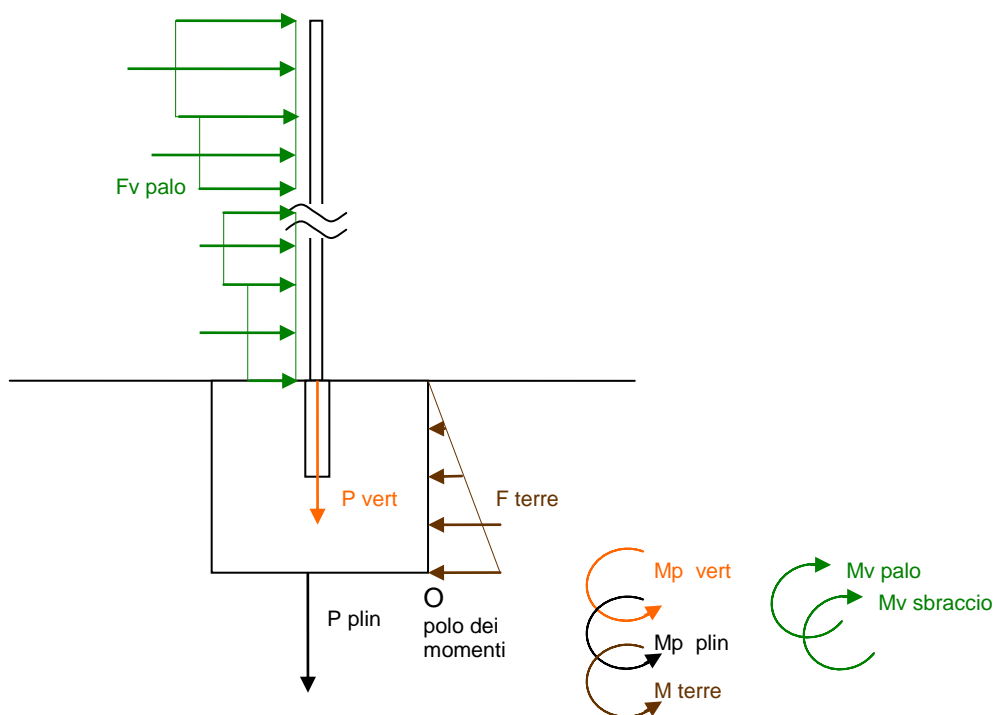 Fv palo
P vert
F terre
O
polo dei
momenti
P plin
Mp vert
Mp plin
M terre
Mv palo
Mv sbraccio